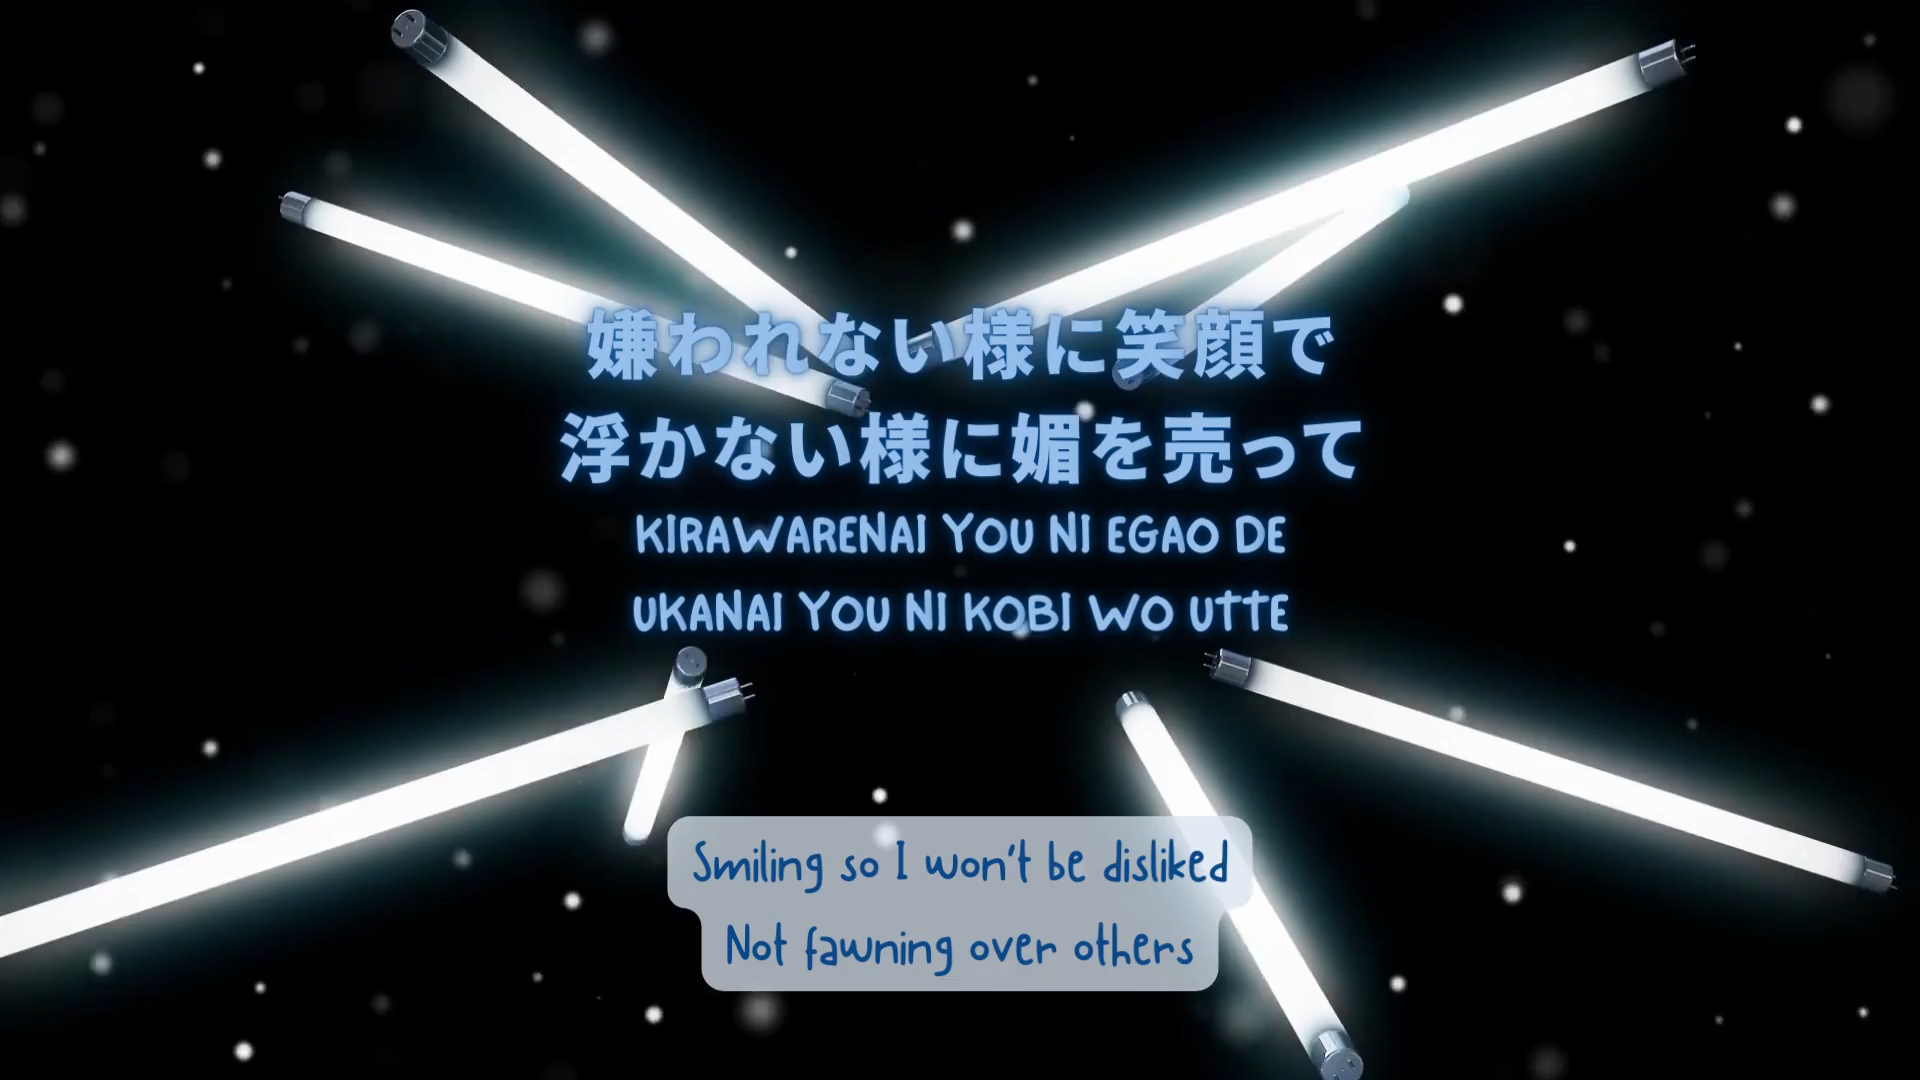 嫌われない様に笑顔で
浮かない様に媚を売って
KIRAWARENAI YOU NI EGAO DE
UKANAI YOU NI KOBI WO UTTE
Smiling so I won't be disliked
Not fawning over others